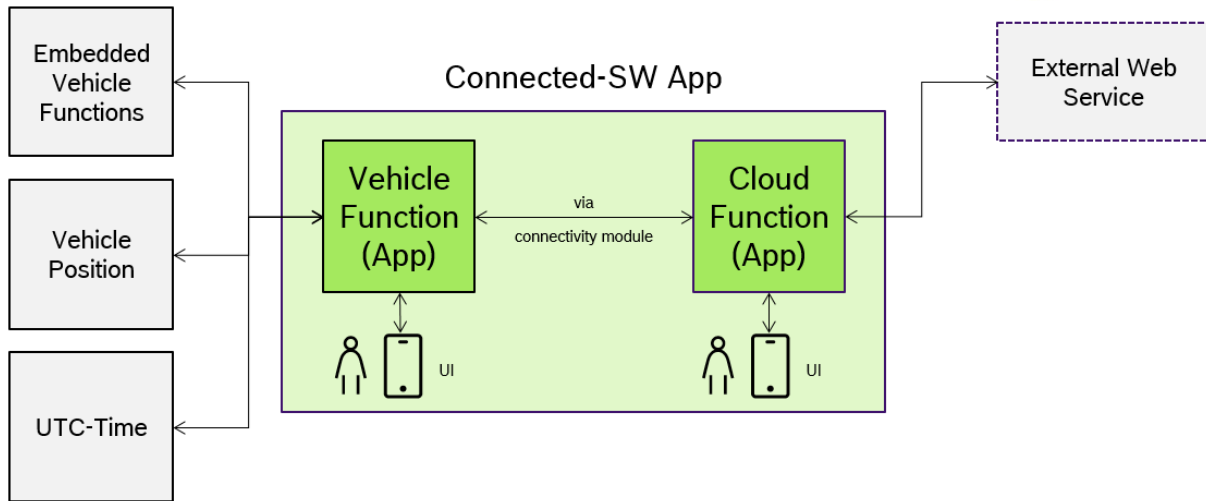 Embedded
Vehicle
Functions
Vehicle
Position
UTC-Time
Connected-SW App
Vehicle
Function
(App)
via
connectivity module
Cloud
Function
(App)
UI
UI
External Web
Service